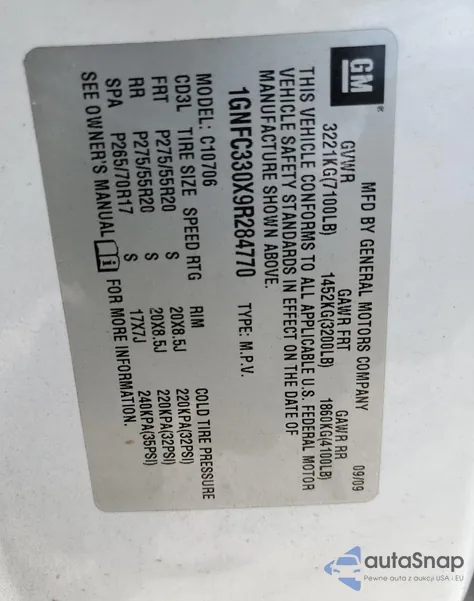 GM ®
MFD BY GENERAL MOTORS COMPANY 09/09
GVWR GAWR FRT GAWR RR
3221KG(7100LB) 1452KG(3200LB) 1860KG(4100LB)
THIS VEHICLE CONFORMS TO ALL APPLICABLE U.S. FEDERAL MOTOR
VEHICLE SAFETY STANDARDS IN EFFECT ON THE DATE OF
MANUFACTURE SHOWN ABOVE.
1GNFC330X9R284770 TYPE: M.P.V.
MODEL: C10706
CD3L TIRE SIZE SPEED RTG RIM COLD TIRE PRESSURE
FRT P275/55R20 S 20X8.5J 220KPA(32PSI)
RR P275/55R20 S 20X8.5J 220KPA(32PSI)
SPA P265/70R17 S 17X7J 240KPA(35PSI)
SEE OWNER'S MANUAL i FOR MORE INFORMATION.
autoSnap
Pewne auta z aukcji USA i EU